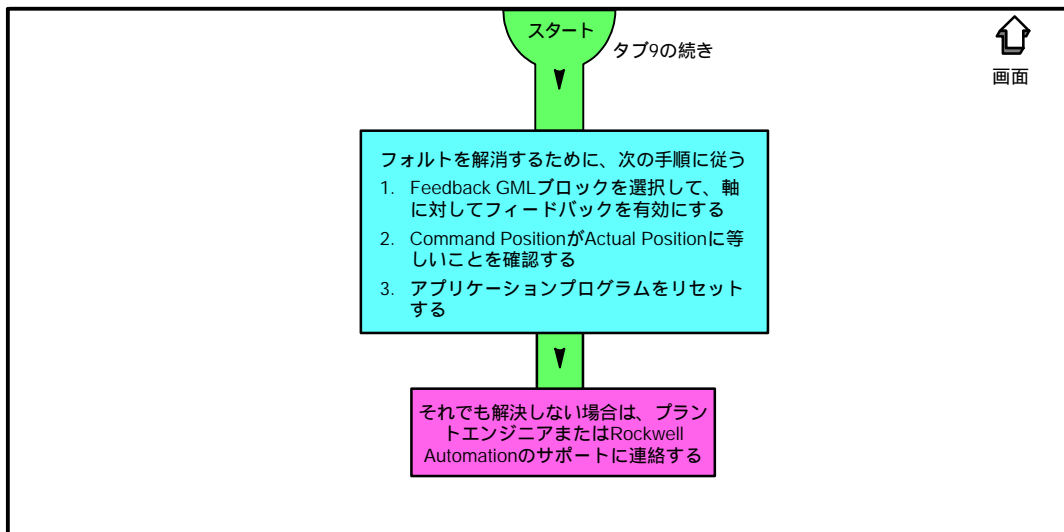 スタート
タブ9の続き
画面
フォルトを解消するために、次の手順に従う
1. Feedback GMLブロックを選択して、軸
に対してフィードバックを有効にする
2. Command PositionがActual Positionに等
しいことを確認する
3. アプリケーションプログラムをリセット
する
それでも解決しない場合は、プラン
トエンジニアまたはRockwell
Automationのサポートに連絡する